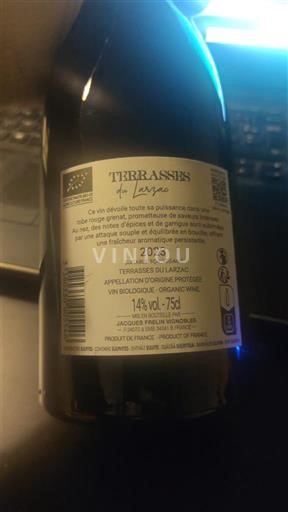 TERRASSES
du Larzac
Ce vin dévoile toute sa puissance dans une
robe rouge grenat, prometteuse de saveurs intenses.
Au nez, des notes d'épices et de garrigue sont sublimées
par une attaque souple et équilibrée en bouche, offrant
une fraîcheur aromatique persistante.
2023
VINIOU
TERRASSES DU LARZAC
APPELLATION D'ORIGINE PROTÉGÉE
VIN BIOLOGIQUE - ORGANIC WINE
14% vol. - 75cl
MIS EN BOUTEILLE PAR
JACQUES FRELIN VIGNOBLES
PRODUIT DE FRANCE - PRODUCT OF FRANCE